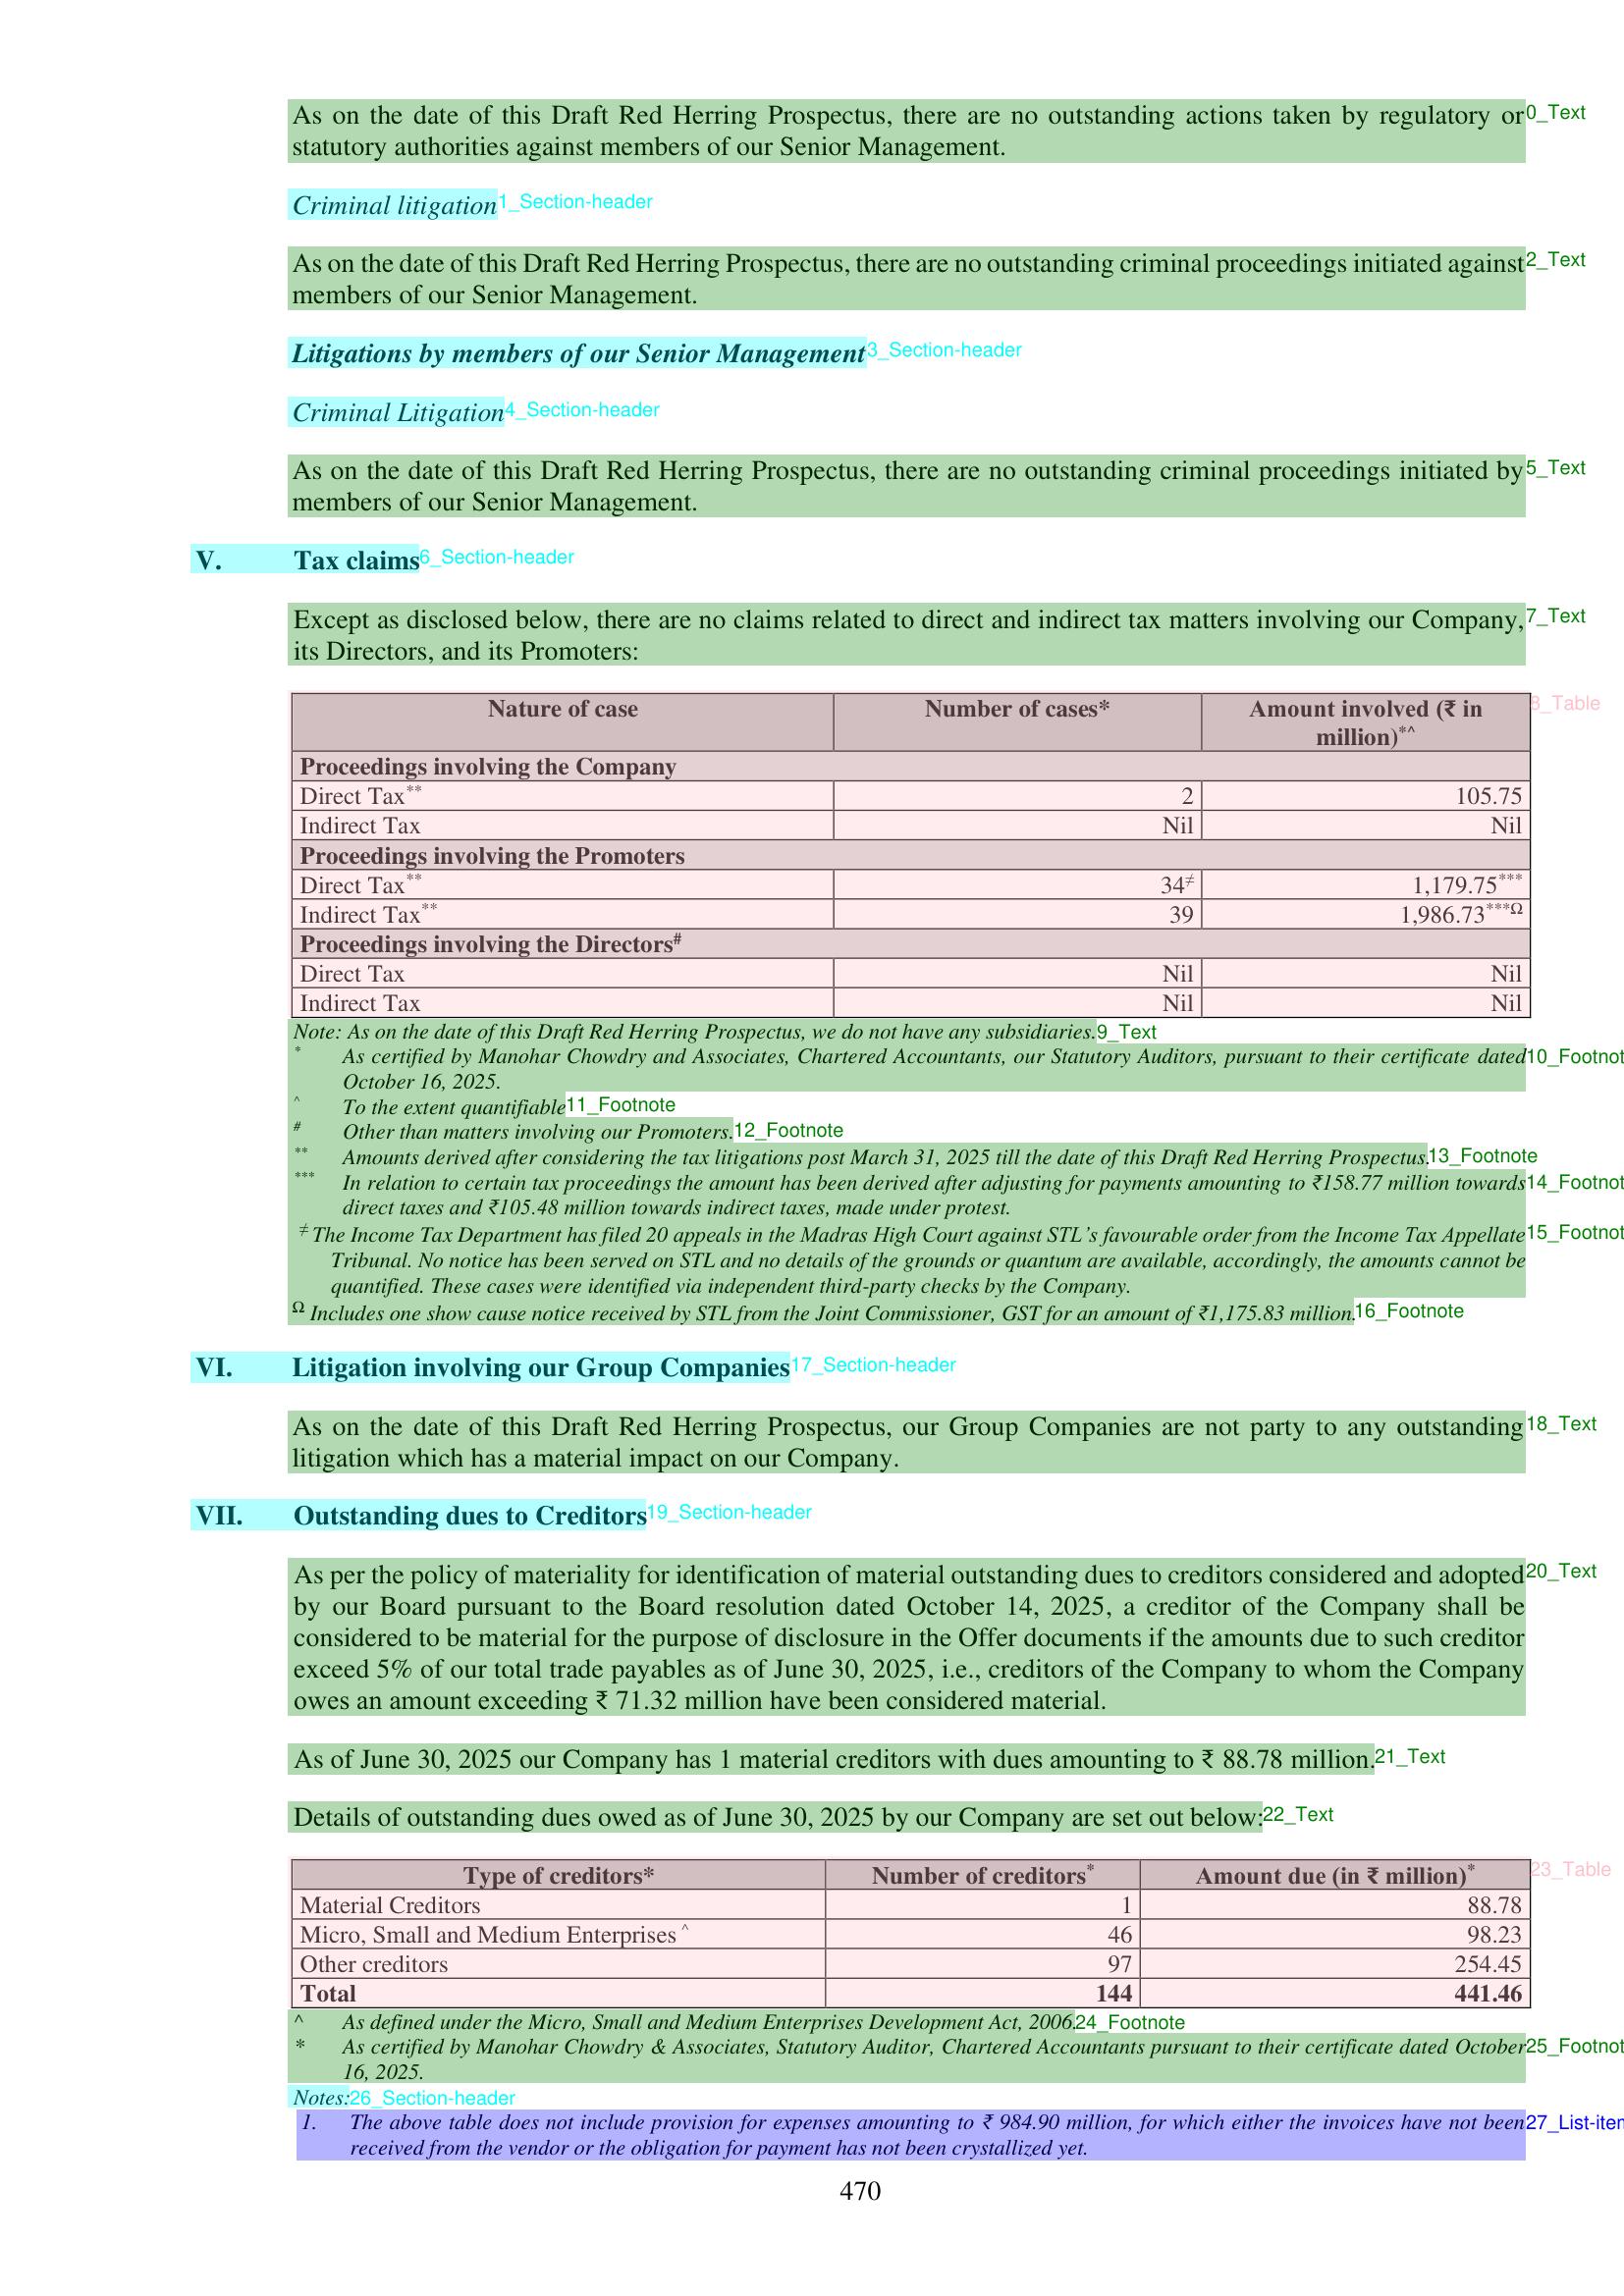 As on the date of this Draft Red Herring Prospectus, there are no outstanding actions taken by regulatory or 0_Text
statutory authorities against members of our Senior Management.
Criminal litigation 1_Section-header
As on the date of this Draft Red Herring Prospectus, there are no outstanding criminal proceedings initiated against 2_Text
members of our Senior Management.
Litigations by members of our Senior Management 3_Section-header
Criminal Litigation 4_Section-header
As on the date of this Draft Red Herring Prospectus, there are no outstanding criminal proceedings initiated by 5_Text
members of our Senior Management.
V. Tax claims 6_Section-header
Except as disclosed below, there are no claims related to direct and indirect tax matters involving our Company, 7_Text
its Directors, and its Promoters:
Nature of case Number of cases* Amount involved (₹ in 8_Table
million)*^
Proceedings involving the Company
Direct Tax** 2 105.75
Indirect Tax Nil Nil
Proceedings involving the Promoters
Direct Tax** 34≠ 1,179.75***
Indirect Tax** 39 1,986.73***Ω
Proceedings involving the Directors#
Direct Tax Nil Nil
Indirect Tax Nil Nil
Note: As on the date of this Draft Red Herring Prospectus, we do not have any subsidiaries. 9_Text
* As certified by Manohar Chowdry and Associates, Chartered Accountants, our Statutory Auditors, pursuant to their certificate dated 10_Footnot
October 16, 2025.
^ To the extent quantifiable 11_Footnote
# Other than matters involving our Promoters. 12_Footnote
** Amounts derived after considering the tax litigations post March 31, 2025 till the date of this Draft Red Herring Prospectus. 13_Footnote
*** In relation to certain tax proceedings the amount has been derived after adjusting for payments amounting to ₹158.77 million towards 14_Footnot
direct taxes and ₹105.48 million towards indirect taxes, made under protest.
≠ The Income Tax Department has filed 20 appeals in the Madras High Court against STL's favourable order from the Income Tax Appellate 15_Footnot
Tribunal. No notice has been served on STL and no details of the grounds or quantum are available, accordingly, the amounts cannot be
quantified. These cases were identified via independent third-party checks by the Company.
Ω Includes one show cause notice received by STL from the Joint Commissioner, GST for an amount of ₹1,175.83 million. 16_Footnote
VI. Litigation involving our Group Companies 17_Section-header
As on the date of this Draft Red Herring Prospectus, our Group Companies are not party to any outstanding 18_Text
litigation which has a material impact on our Company.
VII. Outstanding dues to Creditors 19_Section-header
As per the policy of materiality for identification of material outstanding dues to creditors considered and adopted 20_Text
by our Board pursuant to the Board resolution dated October 14, 2025, a creditor of the Company shall be
considered to be material for the purpose of disclosure in the Offer documents if the amounts due to such creditor
exceed 5% of our total trade payables as of June 30, 2025, i.e., creditors of the Company to whom the Company
owes an amount exceeding ₹ 71.32 million have been considered material.
As of June 30, 2025 our Company has 1 material creditors with dues amounting to ₹ 88.78 million. 21_Text
Details of outstanding dues owed as of June 30, 2025 by our Company are set out below: 22_Text
Type of creditors* Number of creditors* Amount due (in ₹ million)* 23_Table
Material Creditors 1 88.78
Micro, Small and Medium Enterprises ^ 46 98.23
Other creditors 97 254.45
Total 144 441.46
^ As defined under the Micro, Small and Medium Enterprises Development Act, 2006. 24_Footnote
* As certified by Manohar Chowdry & Associates, Statutory Auditor, Chartered Accountants pursuant to their certificate dated October 25_Footnot
16, 2025.
Notes: 26_Section-header
1. The above table does not include provision for expenses amounting to ₹ 984.90 million, for which either the invoices have not been 27_List-iten
received from the vendor or the obligation for payment has not been crystallized yet.
470